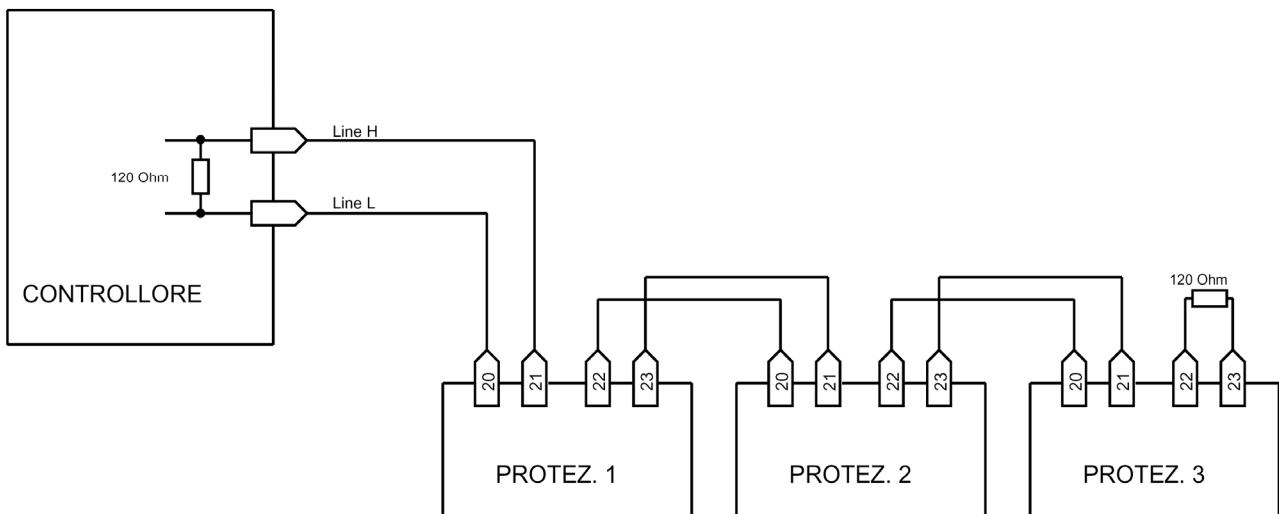 Line H
120 Ohm
Line L
CONTROLLORE
120 Ohm
20 21 22 23 20 21 22 23 20 21 22 23
PROTEZ. 1 PROTEZ. 2 PROTEZ. 3